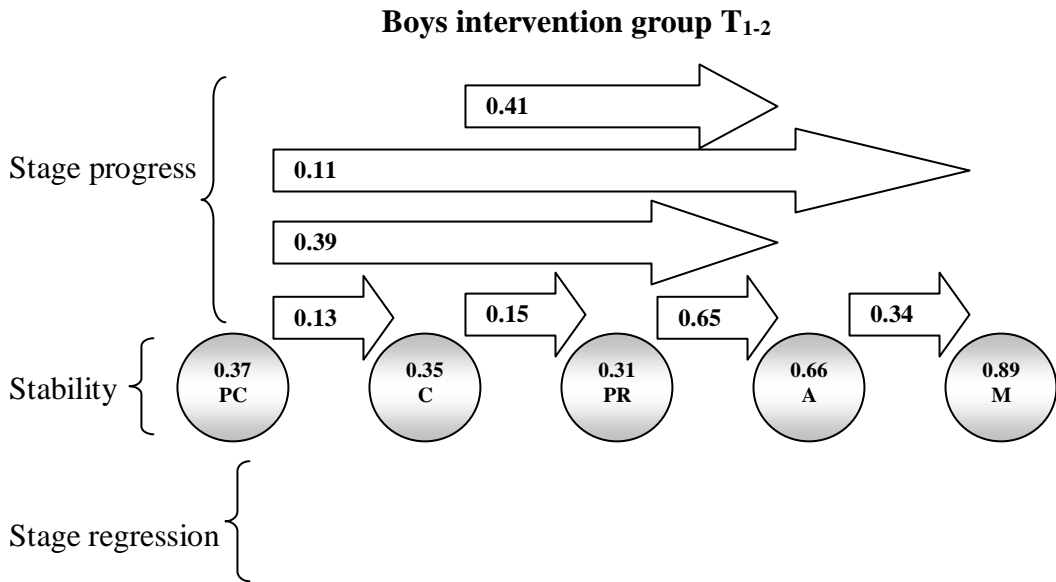 Boys intervention group T₁₋₂
0.41
Stage progress
0.11
0.39
0.13
0.15
0.65
0.34
Stability
0.37
PC
0.35
C
0.31
PR
0.66
A
0.89
M
Stage regression